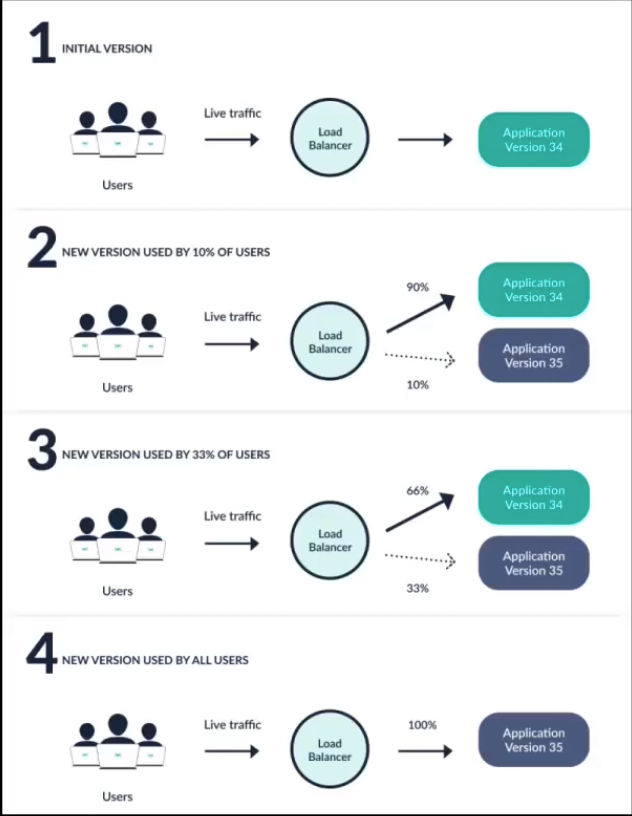 1 INITIAL VERSION
Live traffic
Load
Balancer
Application
Version 34
Users
2 NEW VERSION USED BY 10% OF USERS
Live traffic
Load
Balancer
90%
10%
Application
Version 34
Application
Version 35
Users
3 NEW VERSION USED BY 33% OF USERS
Live traffic
Load
Balancer
66%
33%
Application
Version 34
Application
Version 35
Users
4 NEW VERSION USED BY ALL USERS
Live traffic
Load
Balancer
100%
Application
Version 35
Users